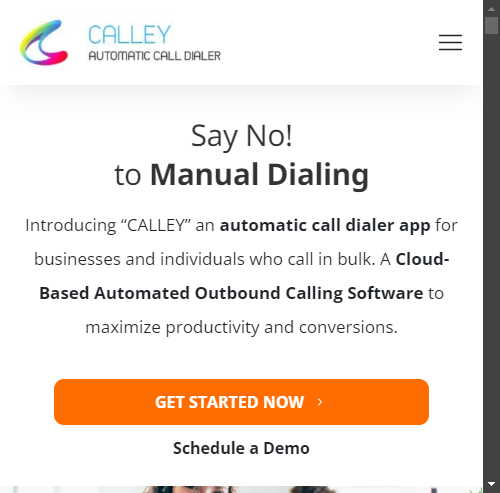 CALLEY
AUTOMATIC CALL DIALER
Say No!
to Manual Dialing
Introducing “CALLEY” an automatic call dialer app for
businesses and individuals who call in bulk. A Cloud-
Based Automated Outbound Calling Software to
maximize productivity and conversions.
GET STARTED NOW
Schedule a Demo